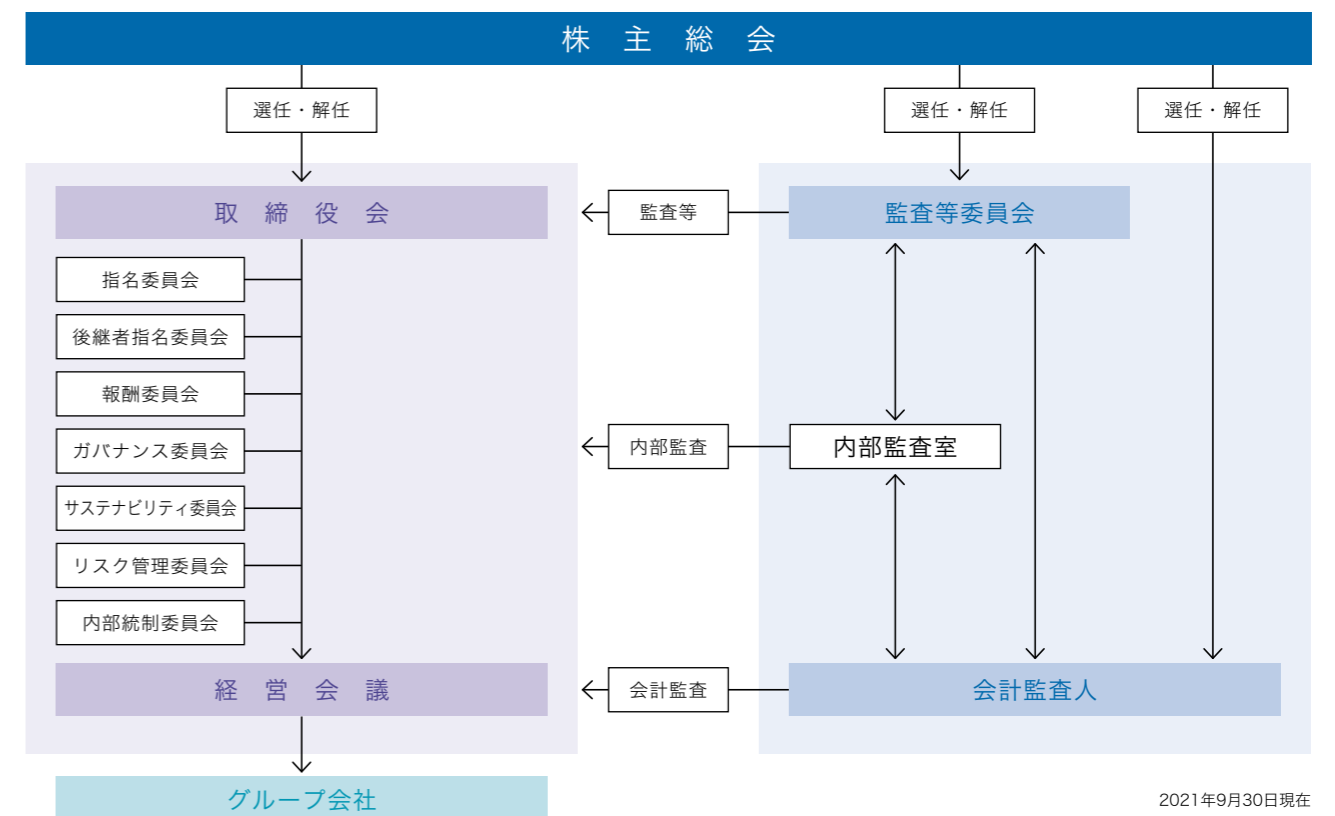 株主総会
選任・解任
選任・解任
選任・解任
取締役会
監査等
監査等委員会
指名委員会
後継者指名委員会
報酬委員会
ガバナンス委員会
内部監査
内部監査室
サステナビリティ委員会
リスク管理委員会
内部統制委員会
経営会議
会計監査
会計監査人
グループ会社
2021年9月30日現在